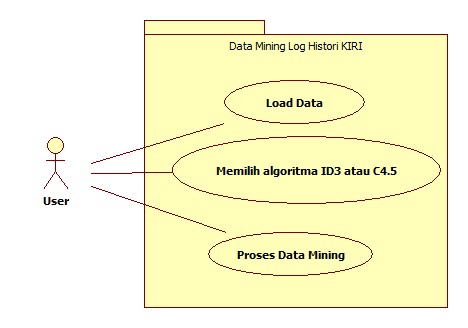 Data Mining Log Histori KIRI
Load Data
Memilih algoritma ID3 atau C4.5
User
Proses Data Mining